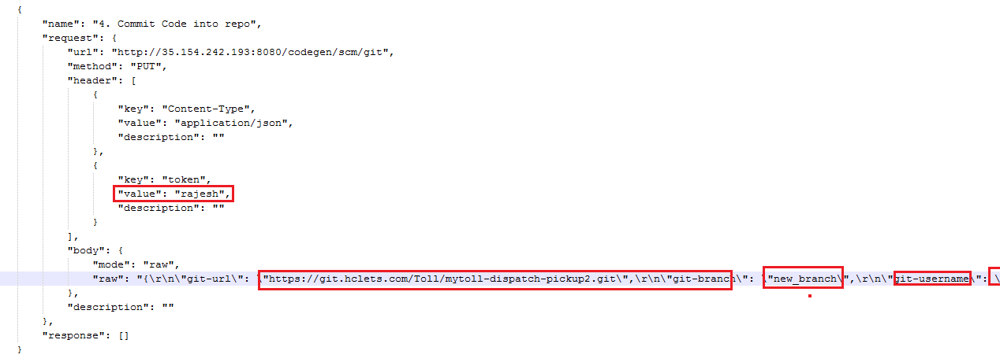 {
"name": "4. Commit Code into repo",
"request": {
"url": "http://35.154.242.193:8080/codegen/scm/git",
"method": "PUT",
"header": [
{
"key": "Content-Type",
"value": "application/json",
"description": ""
},
{
"key": "token",
"value": "rajesh",
"description": ""
}
],
"body": {
"mode": "raw",
"raw": "{\r\n\"git-url\": \"https://git.hclets.com/Toll/mytoll-dispatch-pickup2.git\",\r\n\"git-branch\": \"new_branch\",\r\n\"git-username\": \
},
"description": ""
},
"response": []
}